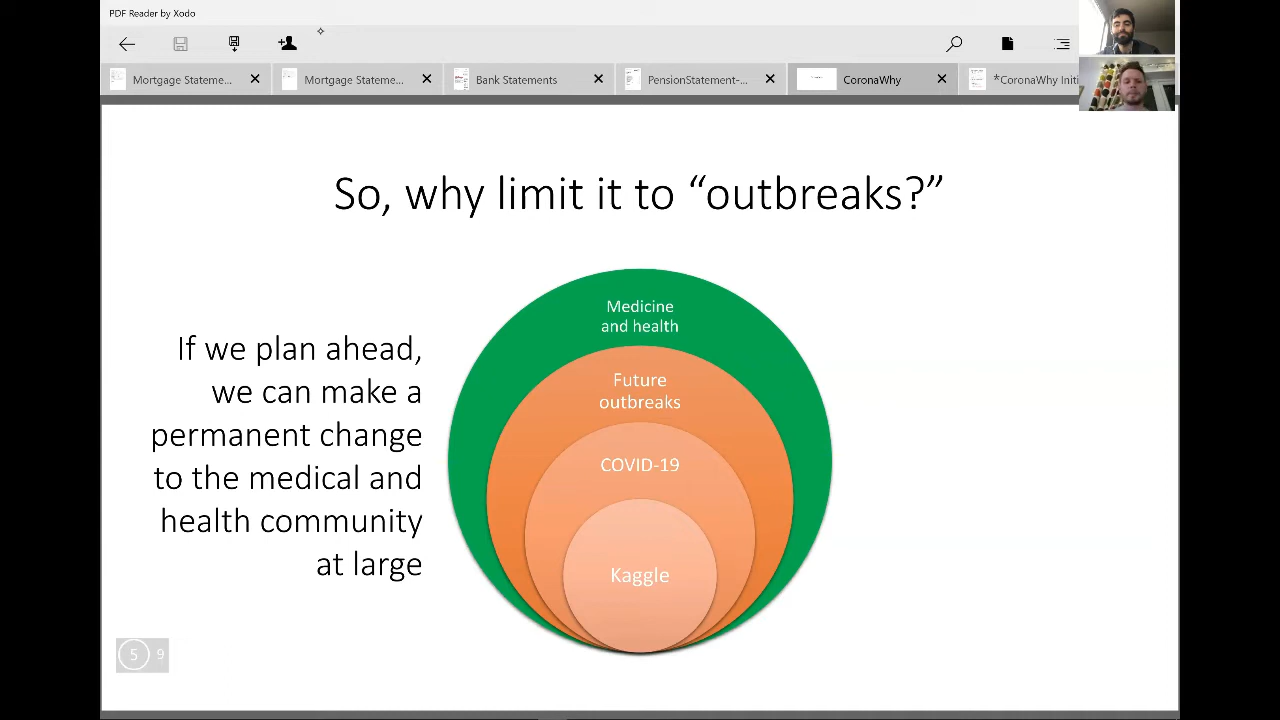 PDF Reader by Xodo
Mortgage Stateme...
Mortgage Stateme...
Bank Statements
PensionStatement-...
CoronaWhy
*CoronaWhy Initi
So, why limit it to “outbreaks?”
If we plan ahead,
we can make a
permanent change
to the medical and
health community
at large
Medicine
and health
Future
outbreaks
COVID-19
Kaggle
5 9